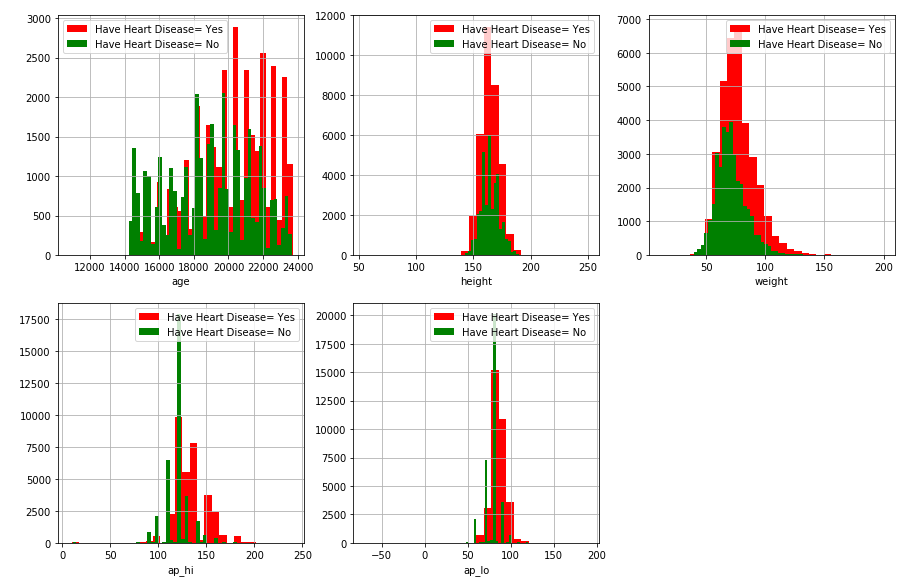 3000
2500
2000
1500
1000
500
0
Have Heart Disease= Yes
Have Heart Disease= No
12000 14000 16000 18000 20000 22000 24000
age
12000
10000
8000
6000
4000
2000
0
Have Heart Disease= Yes
Have Heart Disease= No
50 100 150 200 250
height
7000
6000
5000
4000
3000
2000
1000
0
Have Heart Disease= Yes
Have Heart Disease= No
50 100 150 200
weight
17500
15000
12500
10000
7500
5000
2500
0
Have Heart Disease= Yes
Have Heart Disease= No
0 50 100 150 200 250
ap_hi
20000
17500
15000
12500
10000
7500
5000
2500
0
Have Heart Disease= Yes
Have Heart Disease= No
−50 0 50 100 150 200
ap_lo